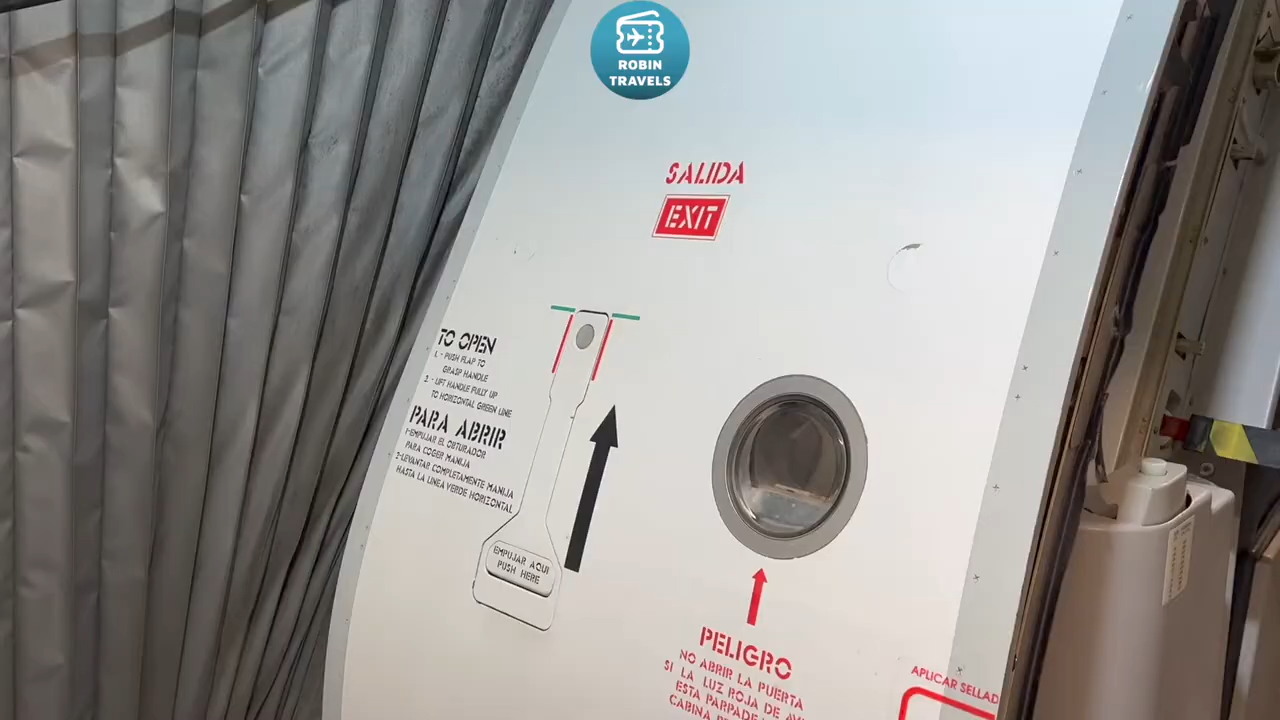 ROBIN
TRAVELS
SALIDA
EXIT
TO OPEN
1. - PUSH FLAP TO
GRASP HANDLE
2. - LIFT HANDLE FULLY UP
TO HORIZONTAL GREEN LINE
PARA ABRIR
1-EMPUJAR EL OBTURADOR
PARA COGER MANIJA
2-LEVANTAR COMPLETAMENTE MANIJA
HASTA LA LINEA VERDE HORIZONTAL
EMPUJAR AQUI
PUSH HERE
PELIGRO
NO ABRIR LA PUERTA
SI LA LUZ ROJA DE
ESTA
CABINA
APLICAR